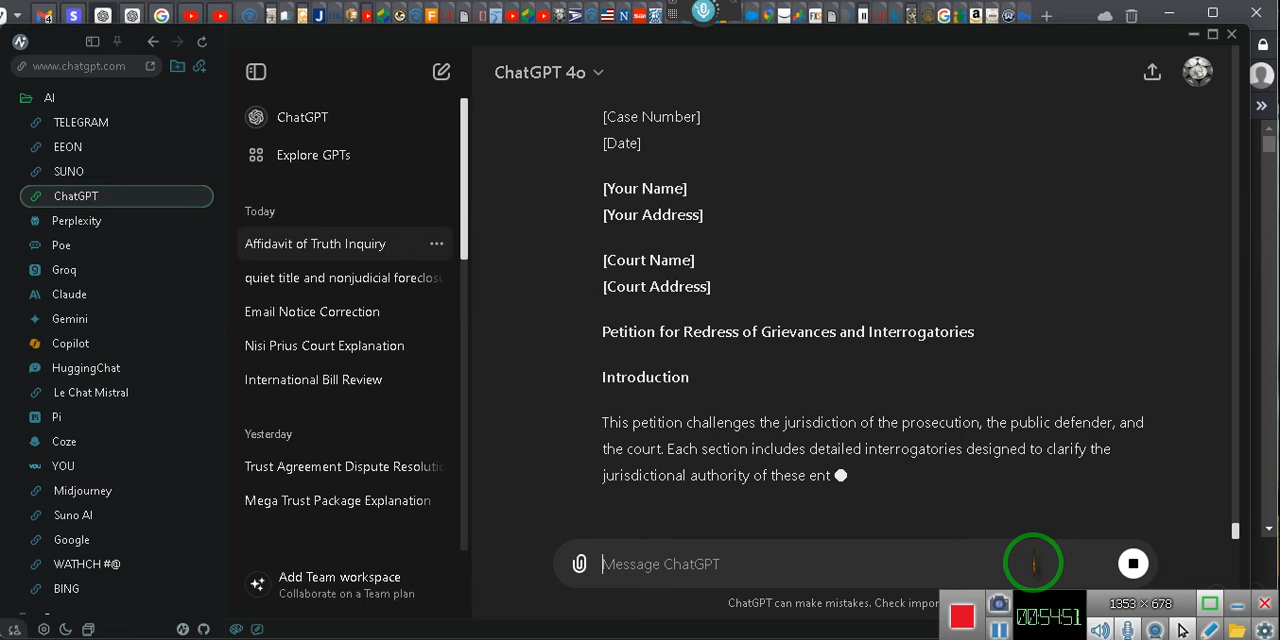 www.chatgpt.com
AI
TELEGRAM
EEON
SUNO
ChatGPT
Perplexity
Poe
Groq
Claude
Gemini
Copilot
HuggingChat
Le Chat Mistral
Pi
Coze
YOU
Midjourney
Suno AI
Google
WATHCH #@
BING
ChatGPT
Explore GPTs
Today
Affidavit of Truth Inquiry
quiet title and nonjudicial foreclosu
Email Notice Correction
Nisi Prius Court Explanation
International Bill Review
Yesterday
Trust Agreement Dispute Resolutio
Mega Trust Package Explanation
Add Team workspace
Collaborate on a Team plan
ChatGPT 4o
[Case Number]
[Date]
[Your Name]
[Your Address]
[Court Name]
[Court Address]
Petition for Redress of Grievances and Interrogatories
Introduction
This petition challenges the jurisdiction of the prosecution, the public defender, and
the court. Each section includes detailed interrogatories designed to clarify the
jurisdictional authority of these ent
Message ChatGPT
ChatGPT can make mistakes. Check impor
00:54:51
1353 × 678